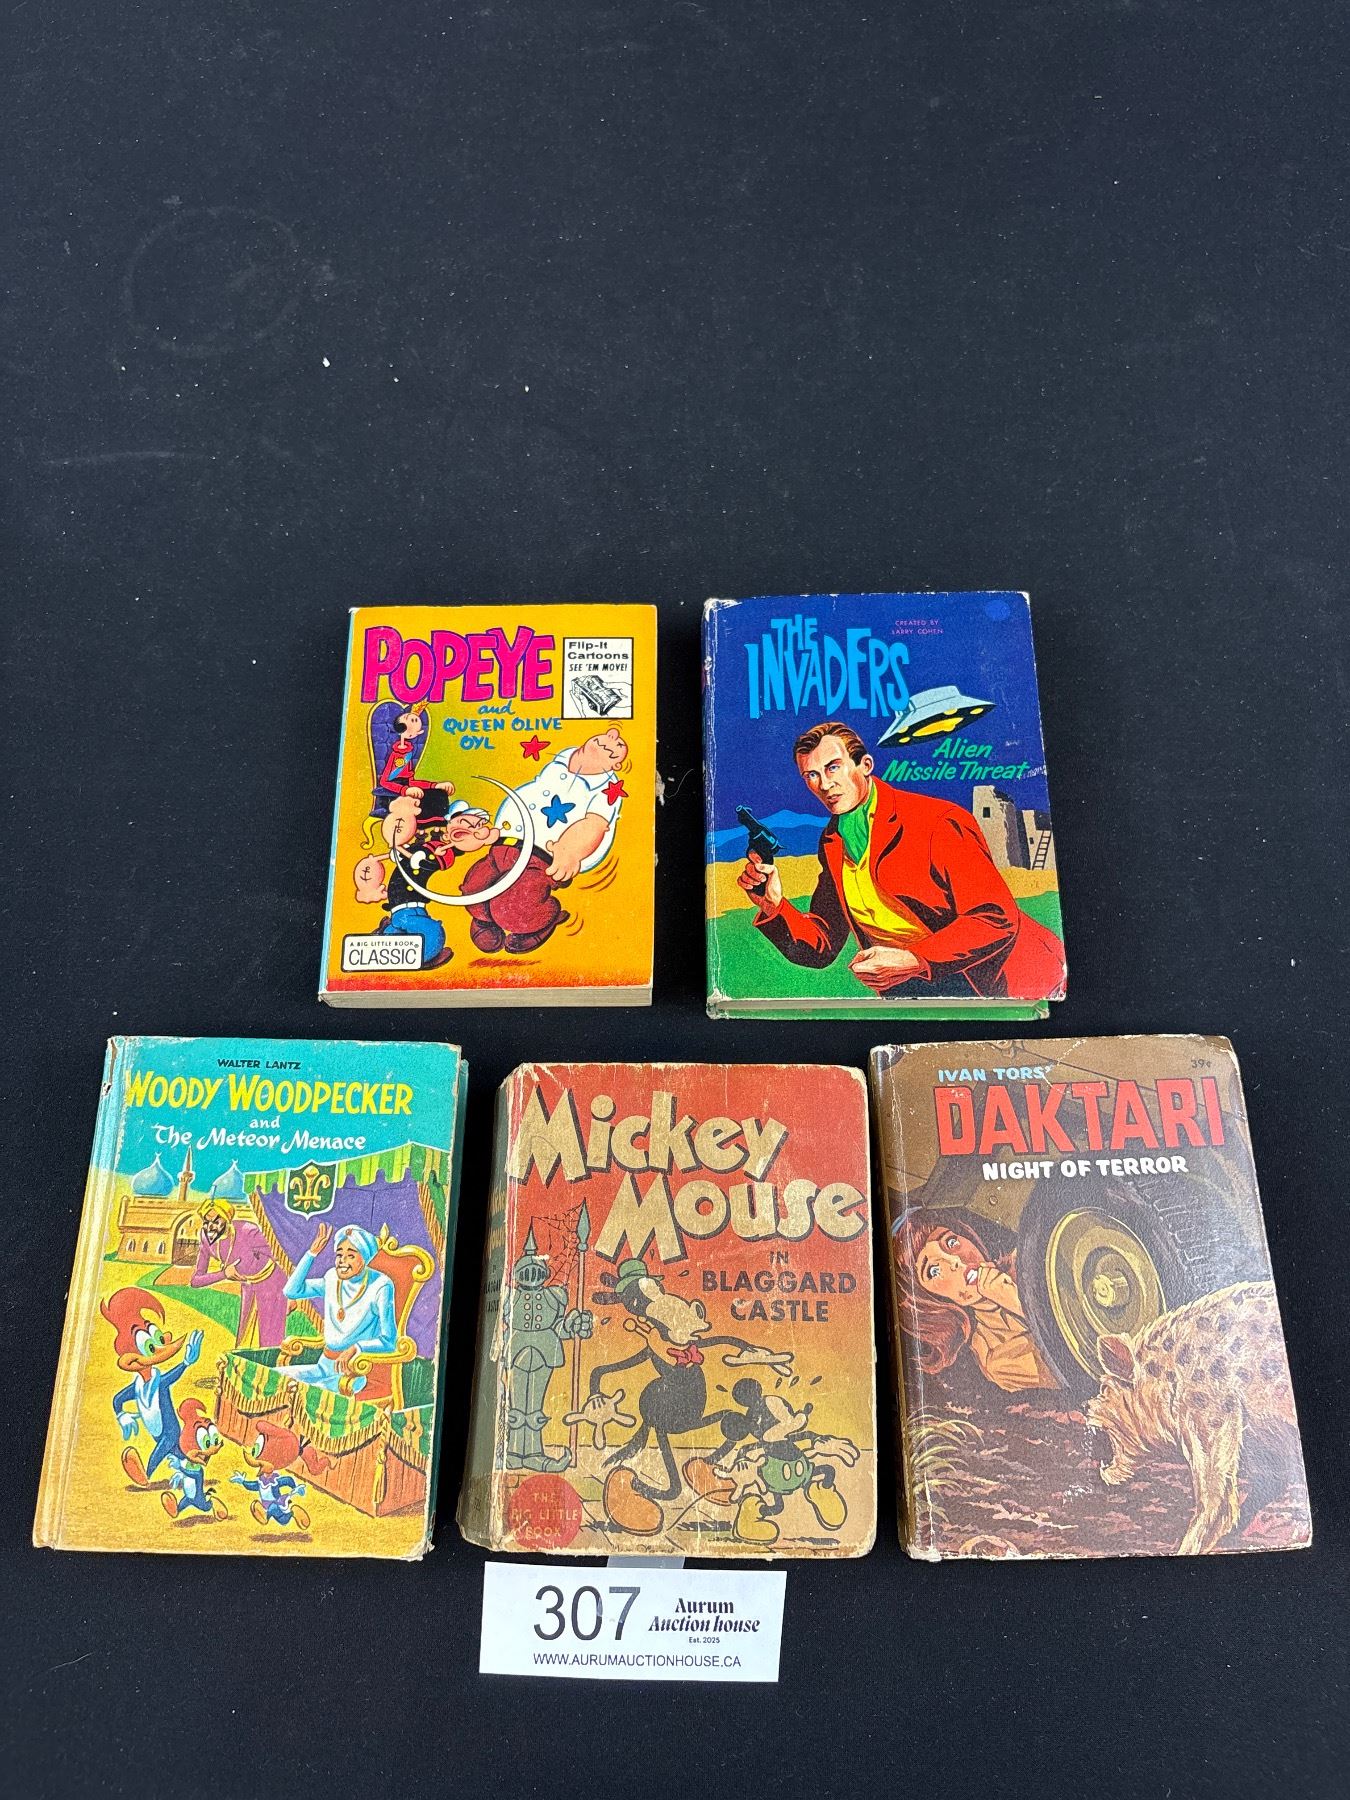 POPEYE
and
QUEEN OLIVE
OYL
Flip-It
Cartoons
SEE 'EM MOVE!
A BIG LITTLE BOOK®
CLASSIC
THE
INVADERS
CREATED BY
LARRY COHEN
Alien
Missile Threat
WALTER LANTZ
WOODY WOODPECKER
and
The Meteor Menace
Mickey
Mouse
IN
BLAGGARD
CASTLE
THE
BIG LITTLE
BOOK
39¢
IVAN TORS'
DAKTARI
NIGHT OF TERROR
307
Aurum
Auction house
Est. 2025
WWW.AURUMAUCTIONHOUSE.CA